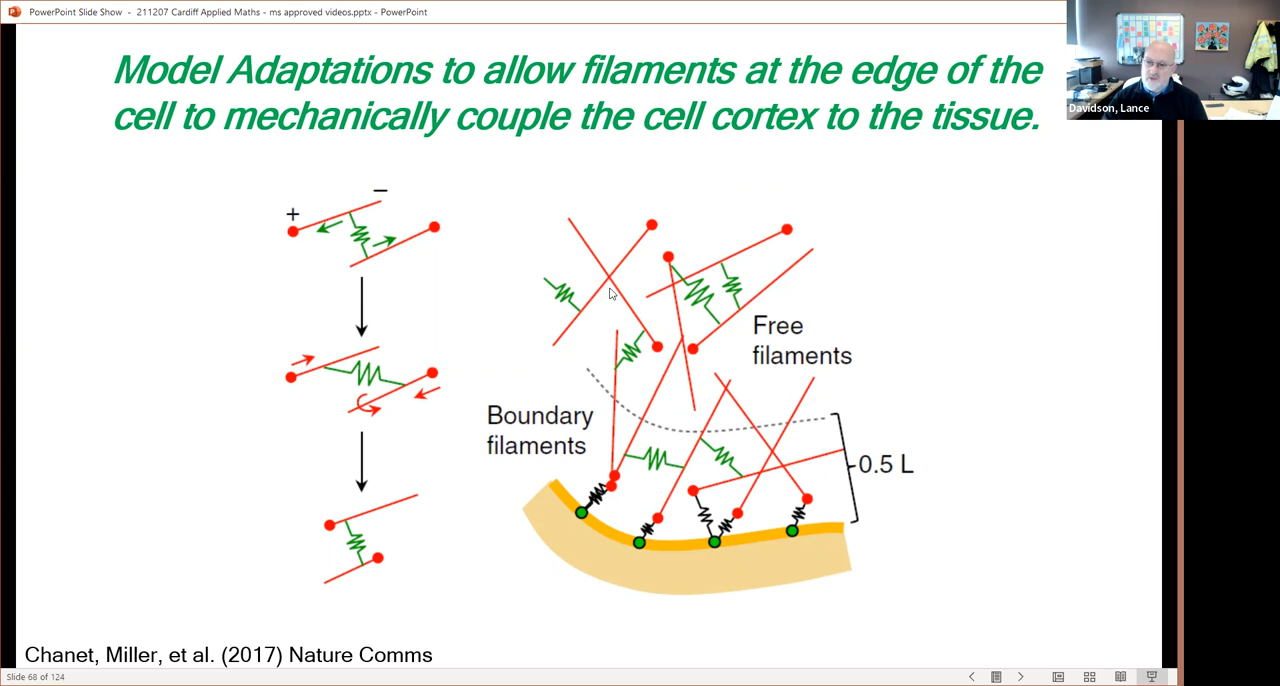 PowerPoint Slide Show - 211207 Cardiff Applied Maths - ms approved videos.pptx - PowerPoint
Davidson, Lance
Model Adaptations to allow filaments at the edge of the
cell to mechanically couple the cell cortex to the tissue.
−
+
Free
filaments
Boundary
filaments
0.5 L
Chanet, Miller, et al. (2017) Nature Comms
Slide 68 of 124